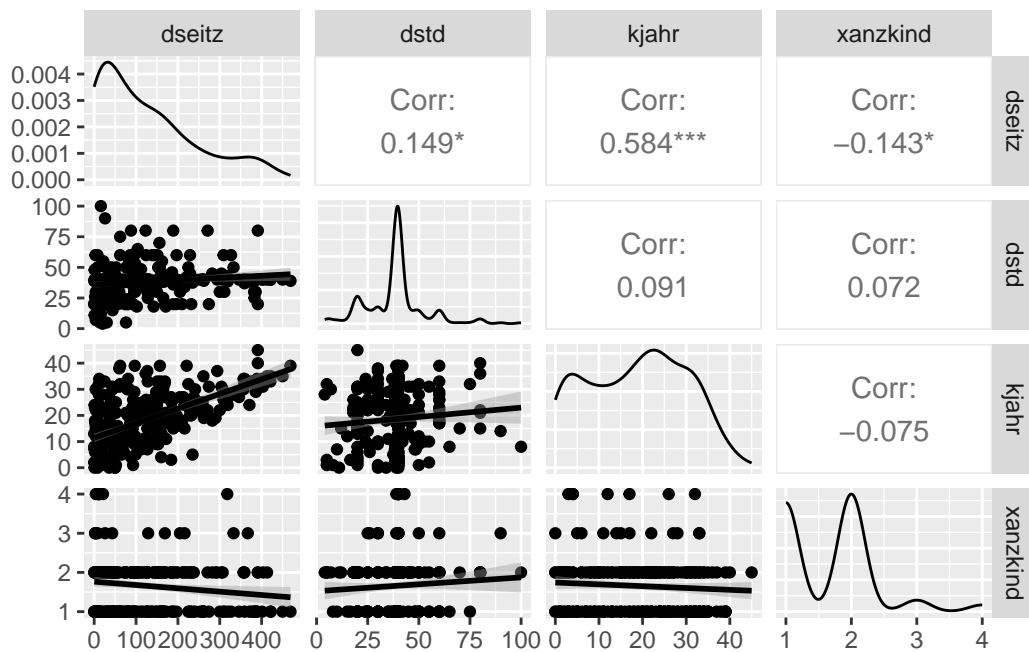 dseitz dstd kjahr xanzkind
0.004
0.003
0.002
0.001
0.000
Corr:
0.149*
Corr:
0.584***
Corr:
−0.143*
dseitz
100
75
50
25
0
Corr:
0.091
Corr:
0.072
dstd
40
30
20
10
0
Corr:
−0.075
kjahr
4
3
2
1
xanzkind
0 100 200 300 400 0 25 50 75 100 0 10 20 30 40 1 2 3 4